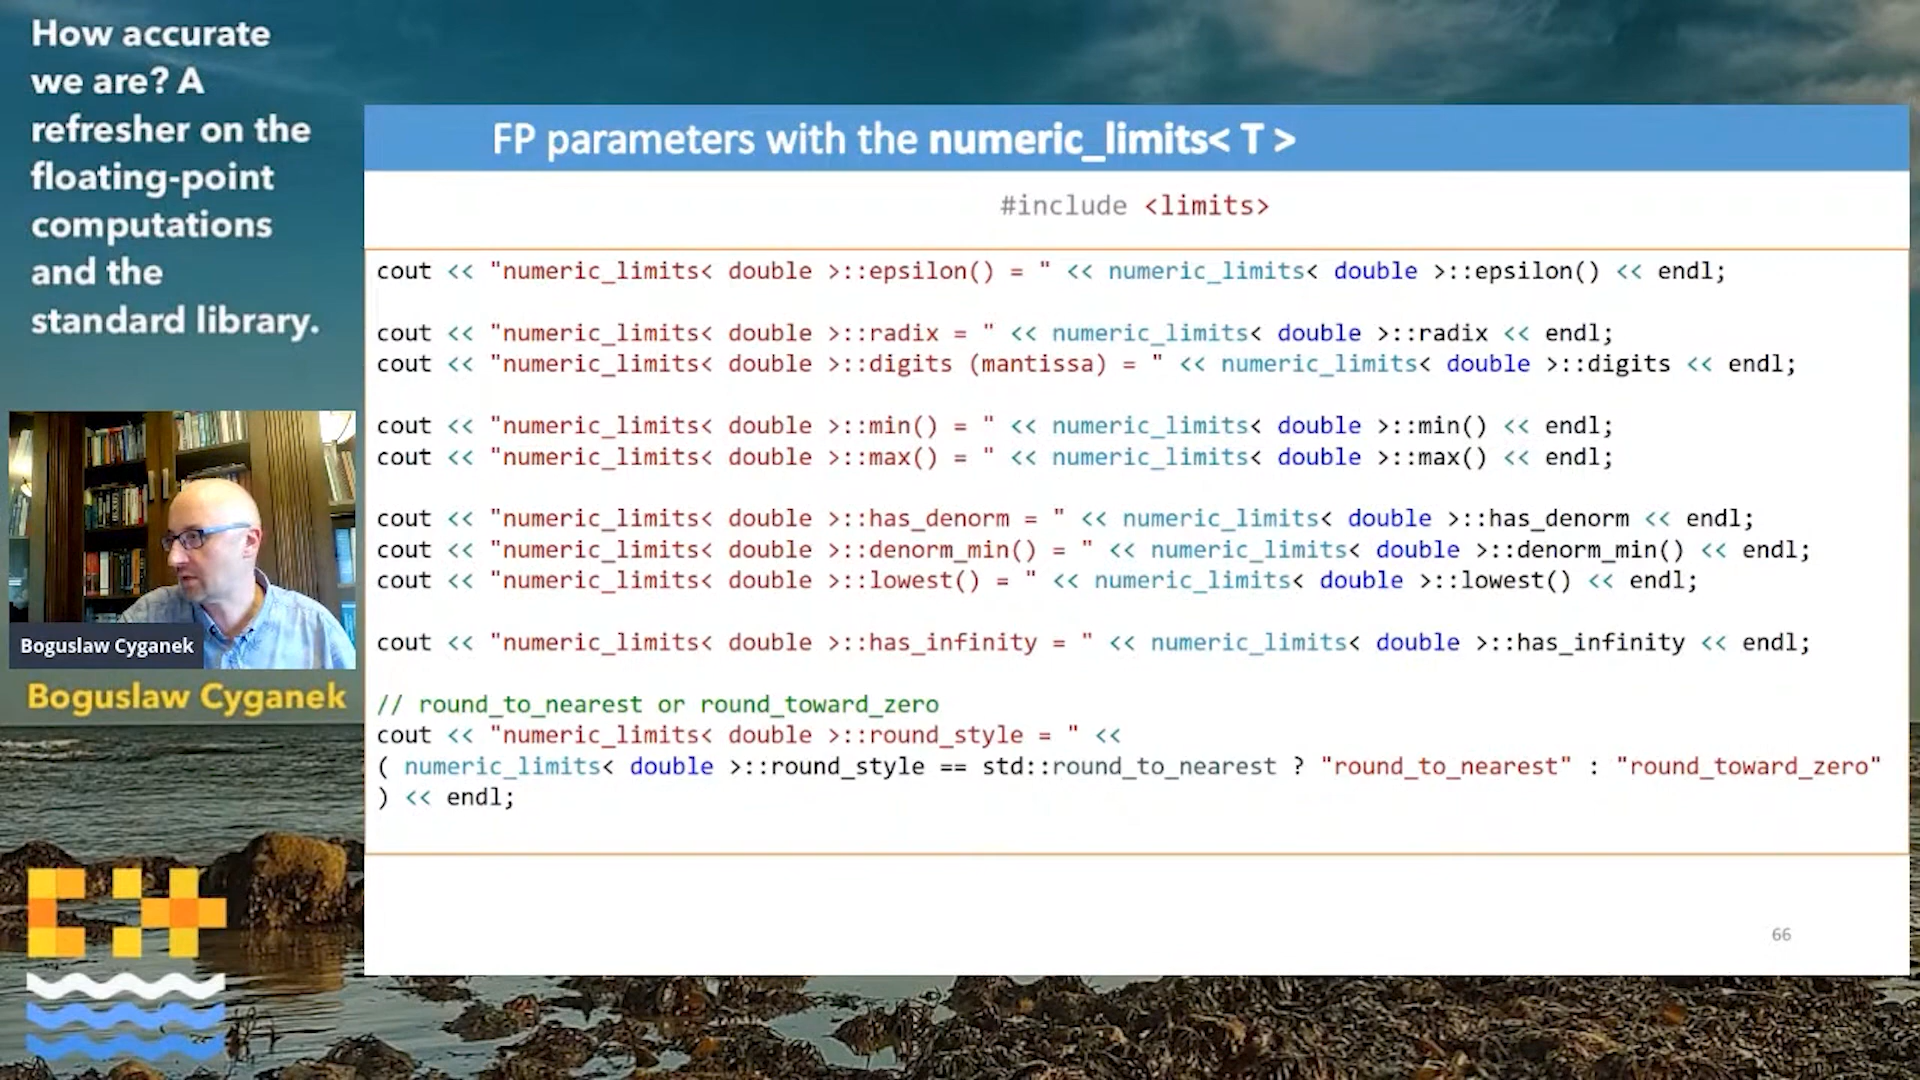 How accurate
we are? A
refresher on the
floating-point
computations
and the
standard library.
Boguslaw Cyganek
Boguslaw Cyganek
FP parameters with the numeric_limits< T >
#include <limits>
cout << "numeric_limits< double >::epsilon() = " << numeric_limits< double >::epsilon() << endl;
cout << "numeric_limits< double >::radix = " << numeric_limits< double >::radix << endl;
cout << "numeric_limits< double >::digits (mantissa) = " << numeric_limits< double >::digits << endl;
cout << "numeric_limits< double >::min() = " << numeric_limits< double >::min() << endl;
cout << "numeric_limits< double >::max() = " << numeric_limits< double >::max() << endl;
cout << "numeric_limits< double >::has_denorm = " << numeric_limits< double >::has_denorm << endl;
cout << "numeric_limits< double >::denorm_min() = " << numeric_limits< double >::denorm_min() << endl;
cout << "numeric_limits< double >::lowest() = " << numeric_limits< double >::lowest() << endl;
cout << "numeric_limits< double >::has_infinity = " << numeric_limits< double >::has_infinity << endl;
// round_to_nearest or round_toward_zero
cout << "numeric_limits< double >::round_style = " <<
( numeric_limits< double >::round_style == std::round_to_nearest ? "round_to_nearest" : "round_toward_zero"
) << endl;
66